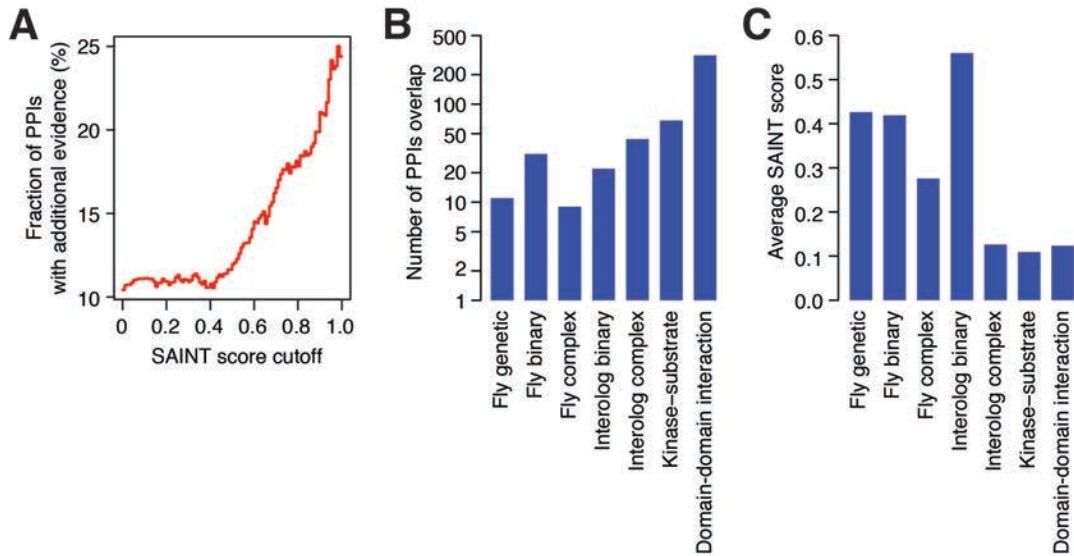 A
Fraction of PPIs
with additional evidence (%)
25
20
15
10
0 0.2 0.4 0.6 0.8 1.0
SAINT score cutoff
B
Number of PPIs overlap
500
200
100
50
20
10
5
2
1
Fly genetic
Fly binary
Fly complex
Interolog binary
Interolog complex
Kinase–substrate
Domain-domain interaction
C
Average SAINT score
0.6
0.5
0.4
0.3
0.2
0.1
0.0
Fly genetic
Fly binary
Fly complex
Interolog binary
Interolog complex
Kinase–substrate
Domain-domain interaction